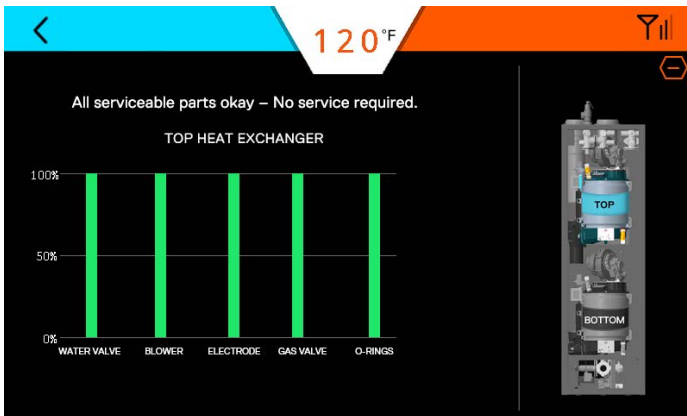 120°F
All serviceable parts okay – No service required.
TOP HEAT EXCHANGER
100%
50%
0%
WATER VALVE BLOWER ELECTRODE GAS VALVE O-RINGS
TOP
BOTTOM